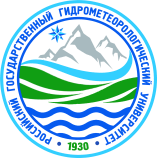 РОССИЙСКИЙ ГОСУДАРСТВЕННЫЙ ГИДРОМЕТЕОРОЛОГИЧЕСКИЙ УНИВЕРСИТЕТ
· 1930 ·